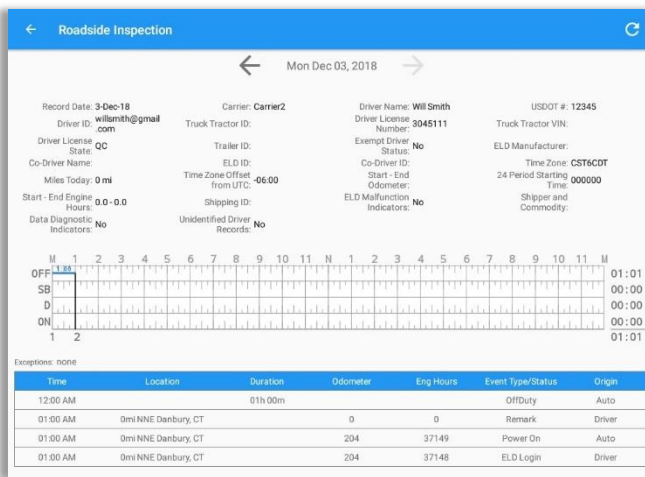 Roadside Inspection
Mon Dec 03, 2018
Record Date: 3-Dec-18 Carrier: Carrier2 Driver Name: Will Smith USDOT #: 12345
Driver ID: willsmith@gmail.com Truck Tractor ID: Driver License Number: 3045111 Truck Tractor VIN:
Driver License State: QC Trailer ID: Exempt Driver Status: No ELD Manufacturer:
Co-Driver Name: ELD ID: Co-Driver ID: Time Zone: CST6CDT
Miles Today: 0 mi Time Zone Offset from UTC: -06:00 Start - End Odometer: 24 Period Starting Time: 000000
Start - End Engine Hours: 0.0 - 0.0 Shipping ID: ELD Malfunction Indicators: No Shipper and Commodity:
Data Diagnostic Indicators: No Unidentified Driver Records: No
M 1 2 3 4 5 6 7 8 9 10 11 N 1 2 3 4 5 6 7 8 9 10 11 M
OFF 1.00 01:01
SB 00:00
D 00:00
ON 00:00
1 2 01:01
Exceptions: none
Time Location Duration Odometer Eng Hours Event Type/Status Origin
12:00 AM 01h 00m OffDuty Auto
01:00 AM 0mi NNE Danbury, CT 0 0 Remark Driver
01:00 AM 0mi NNE Danbury, CT 204 37149 Power On Auto
01:00 AM 0mi NNE Danbury, CT 204 37148 ELD Login Driver